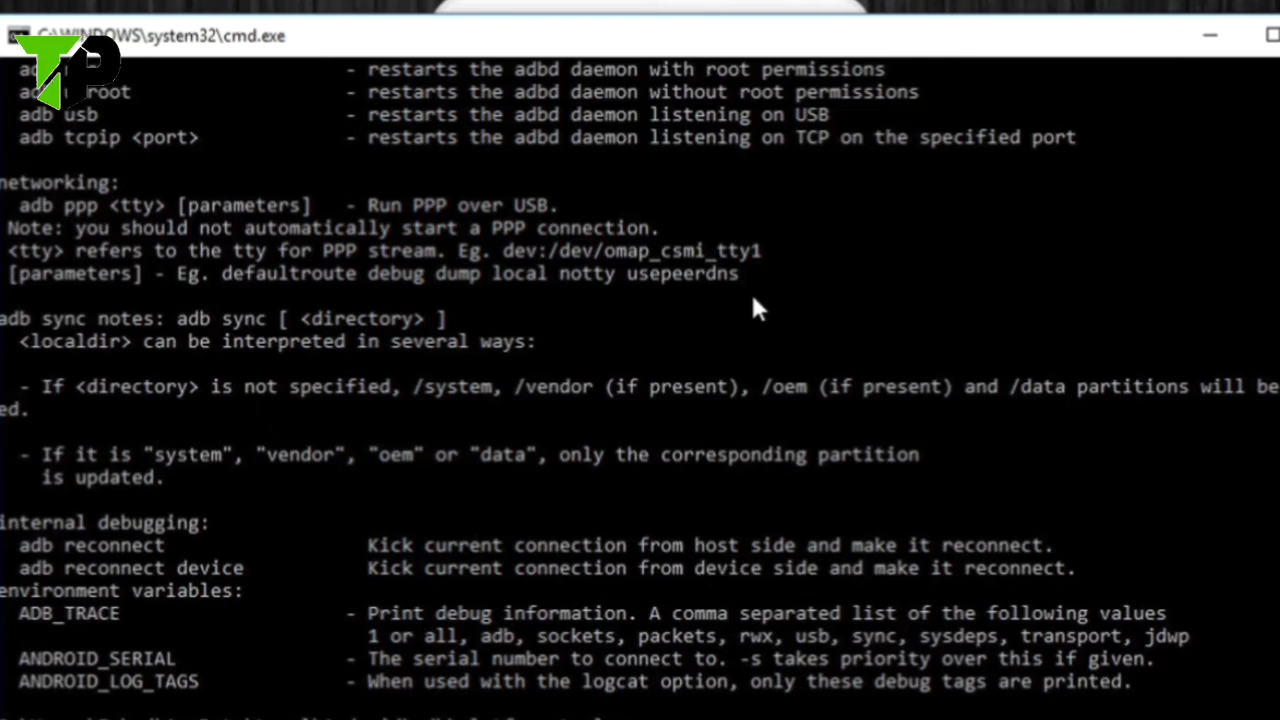 C:\WINDOWS\system32\cmd.exe
TP
- restarts the adbd daemon with root permissions
root - restarts the adbd daemon without root permissions
adb usb - restarts the adbd daemon listening on USB
adb tcpip <port> - restarts the adbd daemon listening on TCP on the specified port
networking:
adb ppp <tty> [parameters] - Run PPP over USB.
Note: you should not automatically start a PPP connection.
<tty> refers to the tty for PPP stream. Eg. dev:/dev/omap_csmi_tty1
[parameters] - Eg. defaultroute debug dump local notty usepeerdns
adb sync notes: adb sync [ <directory> ]
<localdir> can be interpreted in several ways:
- If <directory> is not specified, /system, /vendor (if present), /oem (if present) and /data partitions will be
ed.
- If it is "system", "vendor", "oem" or "data", only the corresponding partition
is updated.
internal debugging:
adb reconnect Kick current connection from host side and make it reconnect.
adb reconnect device Kick current connection from device side and make it reconnect.
environment variables:
ADB_TRACE - Print debug information. A comma separated list of the following values
1 or all, adb, sockets, packets, rwx, usb, sync, sysdeps, transport, jdwp
ANDROID_SERIAL - The serial number to connect to. -s takes priority over this if given.
ANDROID_LOG_TAGS - When used with the logcat option, only these debug tags are printed.